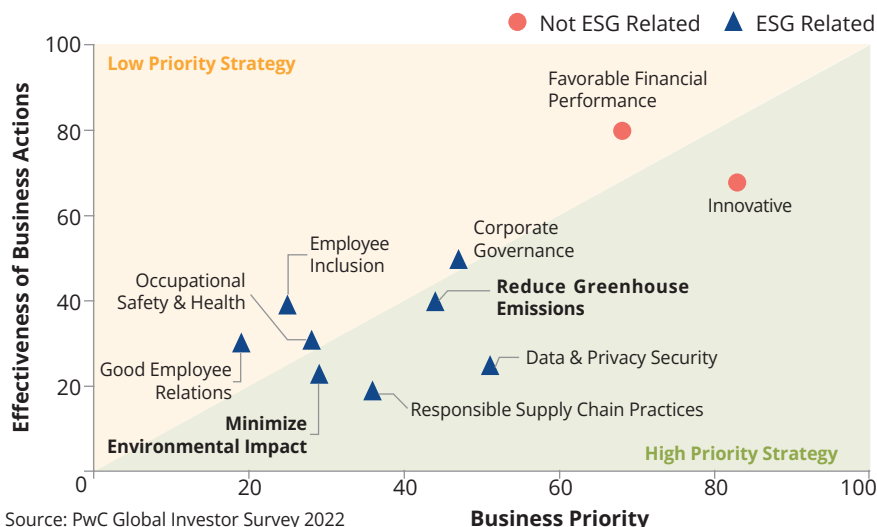 Not ESG Related
ESG Related
Effectiveness of Business Actions
100
80
60
40
20
0
20
40
60
80
100
Low Priority Strategy
Favorable Financial
Performance
Innovative
Corporate
Governance
Employee
Inclusion
Occupational
Safety & Health
Reduce Greenhouse
Emissions
Good Employee
Relations
Data & Privacy Security
Minimize
Environmental Impact
Responsible Supply Chain Practices
High Priority Strategy
Source: PwC Global Investor Survey 2022
Business Priority